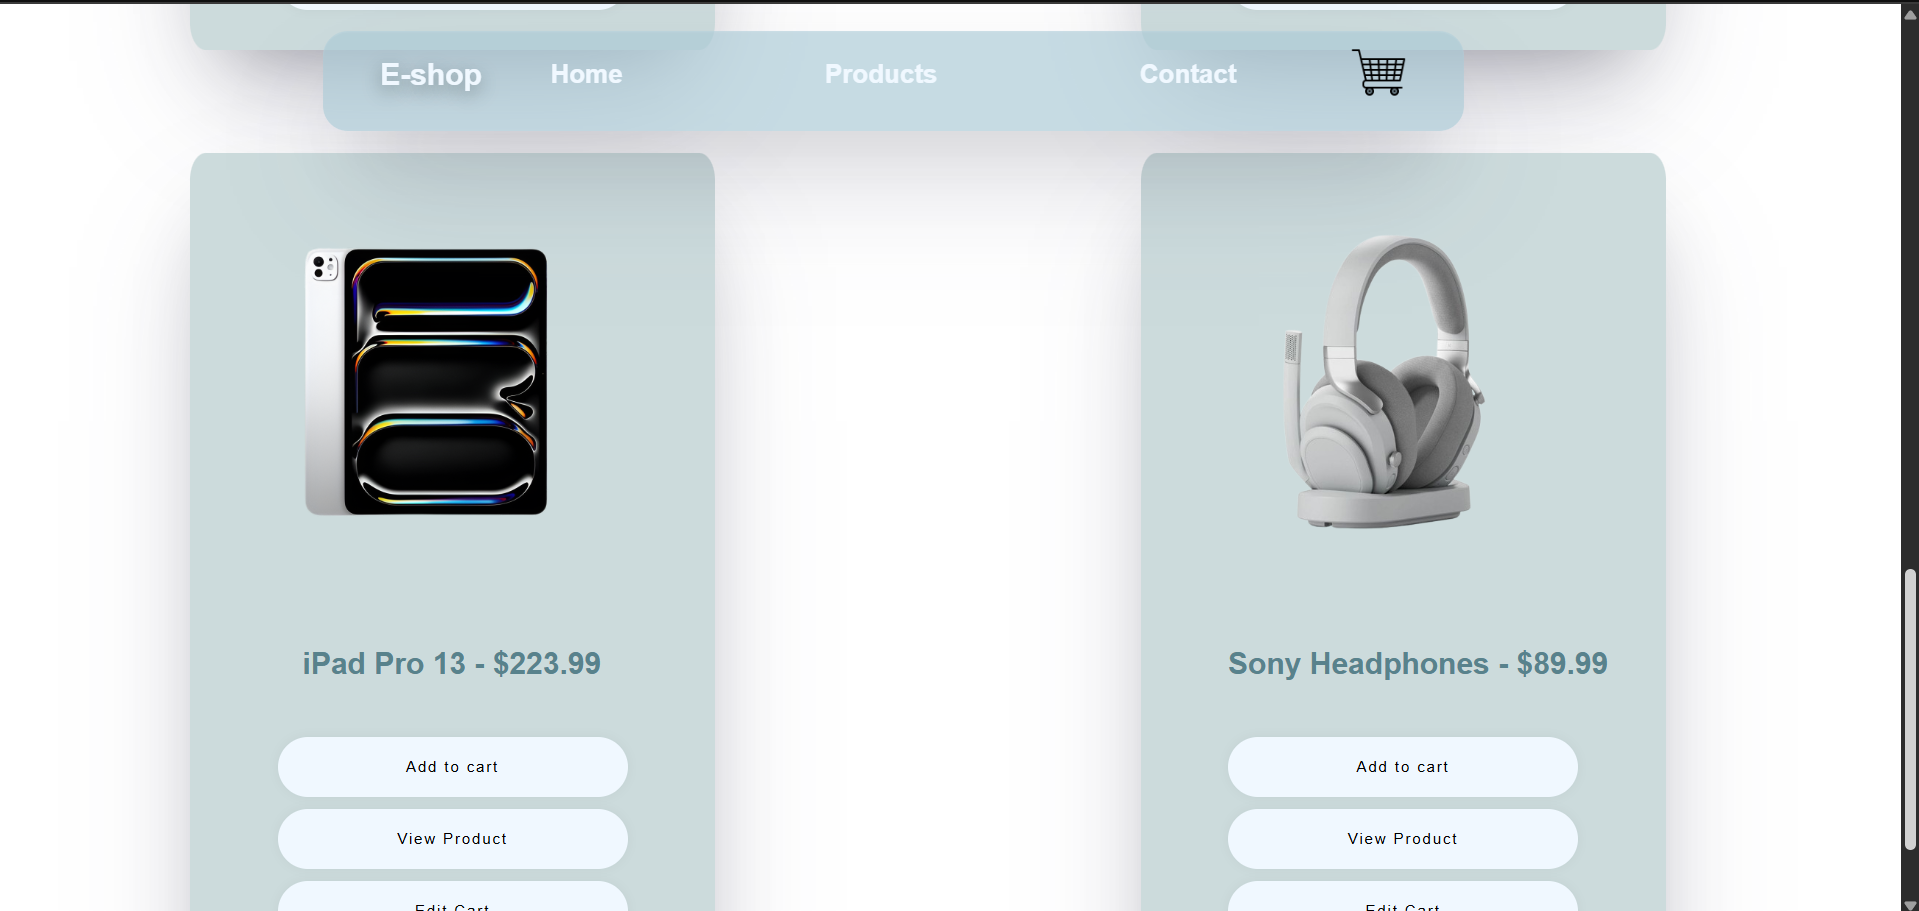 E-shop Home Products Contact
iPad Pro 13 - $223.99
Sony Headphones - $89.99
Add to cart
Add to cart
View Product
View Product
Edit Cart
Edit Cart